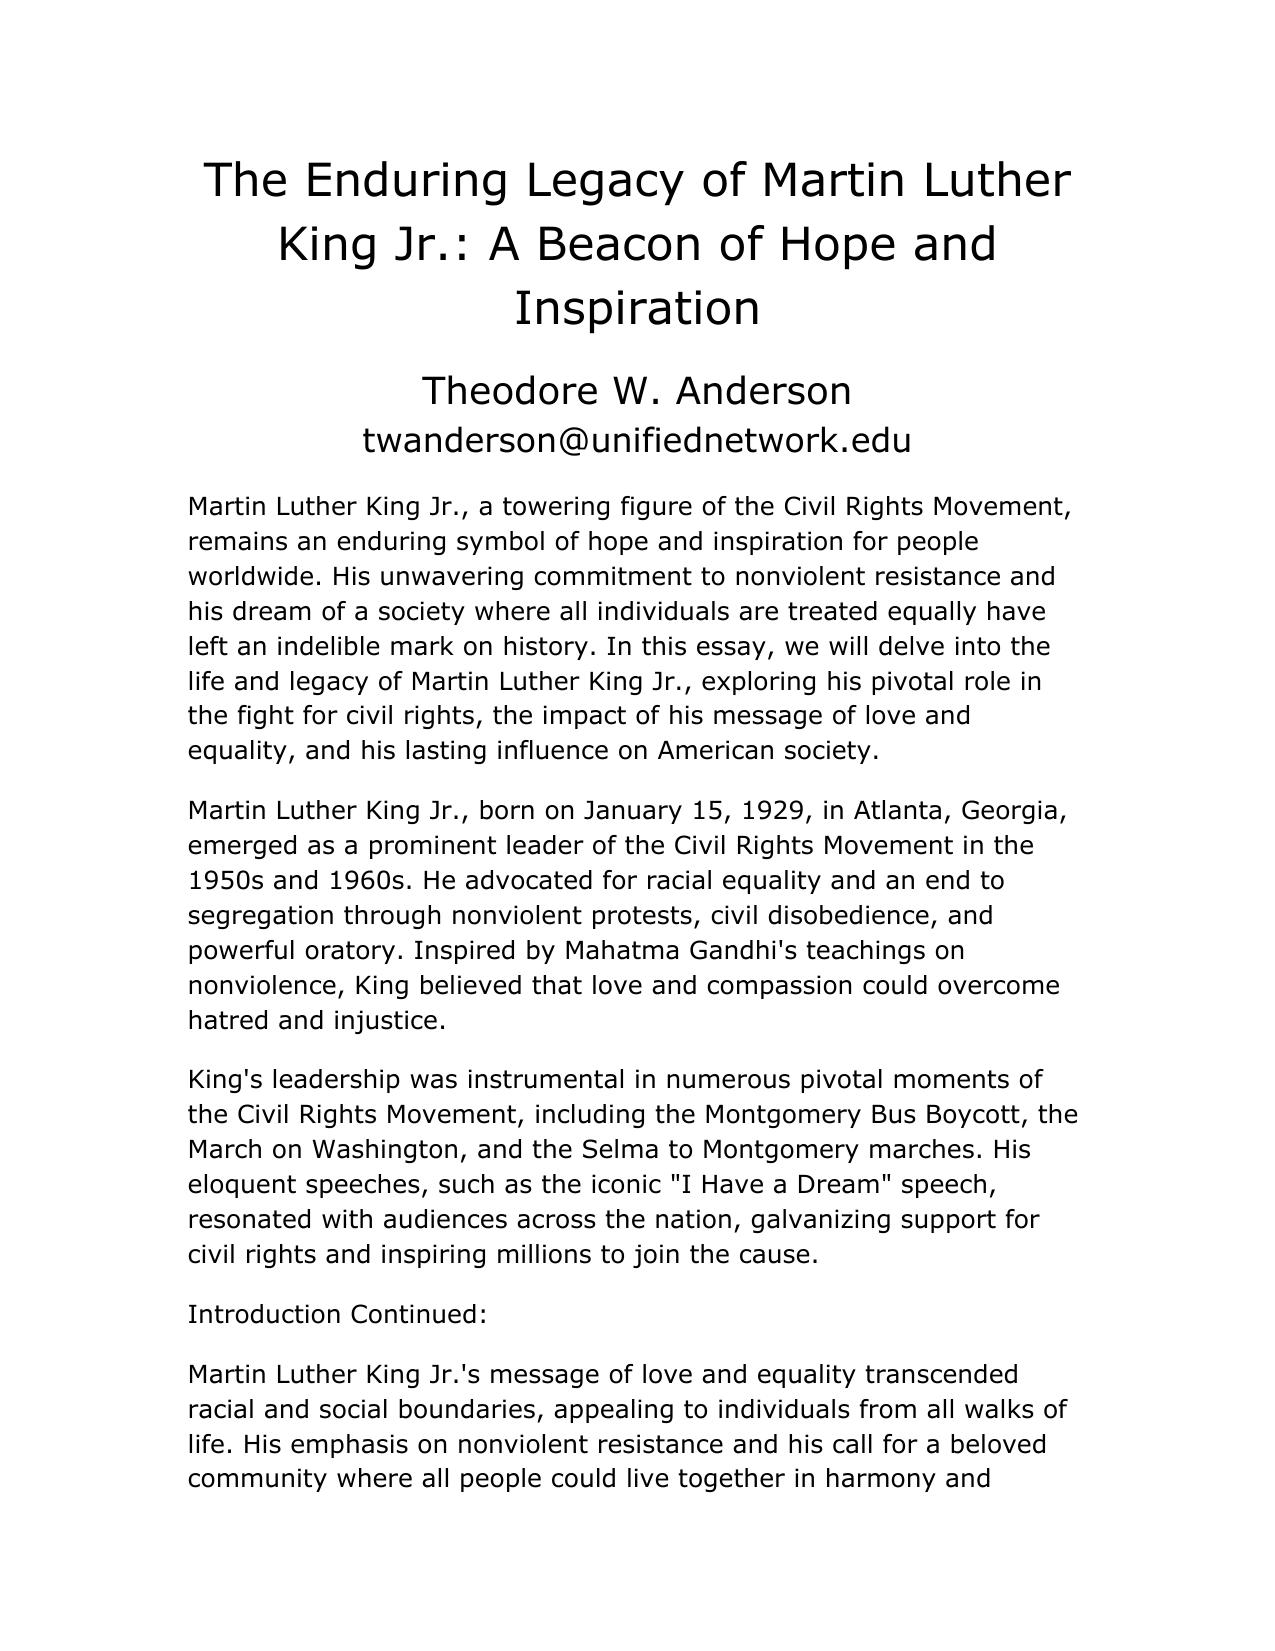 The Enduring Legacy of Martin Luther
King Jr.: A Beacon of Hope and
Inspiration
Theodore W. Anderson
twanderson@unifiednetwork.edu
Martin Luther King Jr., a towering figure of the Civil Rights Movement,
remains an enduring symbol of hope and inspiration for people
worldwide. His unwavering commitment to nonviolent resistance and
his dream of a society where all individuals are treated equally have
left an indelible mark on history. In this essay, we will delve into the
life and legacy of Martin Luther King Jr., exploring his pivotal role in
the fight for civil rights, the impact of his message of love and
equality, and his lasting influence on American society.
Martin Luther King Jr., born on January 15, 1929, in Atlanta, Georgia,
emerged as a prominent leader of the Civil Rights Movement in the
1950s and 1960s. He advocated for racial equality and an end to
segregation through nonviolent protests, civil disobedience, and
powerful oratory. Inspired by Mahatma Gandhi's teachings on
nonviolence, King believed that love and compassion could overcome
hatred and injustice.
King's leadership was instrumental in numerous pivotal moments of
the Civil Rights Movement, including the Montgomery Bus Boycott, the
March on Washington, and the Selma to Montgomery marches. His
eloquent speeches, such as the iconic "I Have a Dream" speech,
resonated with audiences across the nation, galvanizing support for
civil rights and inspiring millions to join the cause.
Introduction Continued:
Martin Luther King Jr.'s message of love and equality transcended
racial and social boundaries, appealing to individuals from all walks of
life. His emphasis on nonviolent resistance and his call for a beloved
community where all people could live together in harmony and